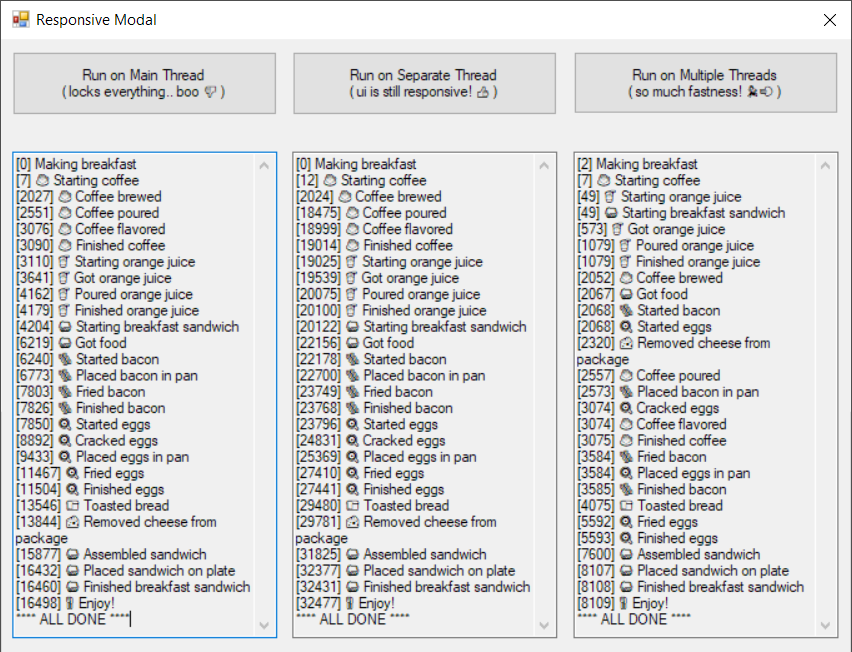 Responsive Modal
Run on Main Thread
( locks everything.. boo 👎 )
Run on Separate Thread
( ui is still responsive! 👍 )
Run on Multiple Threads
( so much fastness! )
[0] Making breakfast
[7] Starting coffee
[2027] Coffee brewed
[2551] Coffee poured
[3076] Coffee flavored
[3090] Finished coffee
[3110] Starting orange juice
[3641] Got orange juice
[4162] Poured orange juice
[4179] Finished orange juice
[4204] Starting breakfast sandwich
[6219] Got food
[6240] Started bacon
[6773] Placed bacon in pan
[7803] Fried bacon
[7826] Finished bacon
[7850] Started eggs
[8892] Cracked eggs
[9433] Placed eggs in pan
[11467] Fried eggs
[11504] Finished eggs
[13546] Toasted bread
[13844] Removed cheese from
package
[15877] Assembled sandwich
[16432] Placed sandwich on plate
[16460] Finished breakfast sandwich
[16498] Enjoy!
**** ALL DONE ****
[0] Making breakfast
[12] Starting coffee
[2024] Coffee brewed
[18475] Coffee poured
[18999] Coffee flavored
[19014] Finished coffee
[19025] Starting orange juice
[19539] Got orange juice
[20075] Poured orange juice
[20100] Finished orange juice
[20122] Starting breakfast sandwich
[22156] Got food
[22178] Started bacon
[22700] Placed bacon in pan
[23749] Fried bacon
[23768] Finished bacon
[23796] Started eggs
[24831] Cracked eggs
[25369] Placed eggs in pan
[27410] Fried eggs
[27441] Finished eggs
[29480] Toasted bread
[29781] Removed cheese from
package
[31825] Assembled sandwich
[32377] Placed sandwich on plate
[32431] Finished breakfast sandwich
[32477] Enjoy!
**** ALL DONE ****
[2] Making breakfast
[7] Starting coffee
[49] Starting orange juice
[49] Starting breakfast sandwich
[573] Got orange juice
[1079] Poured orange juice
[1079] Finished orange juice
[2052] Coffee brewed
[2067] Got food
[2068] Started bacon
[2068] Started eggs
[2320] Removed cheese from
package
[2557] Coffee poured
[2573] Placed bacon in pan
[3074] Cracked eggs
[3074] Coffee flavored
[3075] Finished coffee
[3584] Fried bacon
[3584] Placed eggs in pan
[3585] Finished bacon
[4075] Toasted bread
[5592] Fried eggs
[5593] Finished eggs
[7600] Assembled sandwich
[8107] Placed sandwich on plate
[8108] Finished breakfast sandwich
[8109] Enjoy!
**** ALL DONE ****